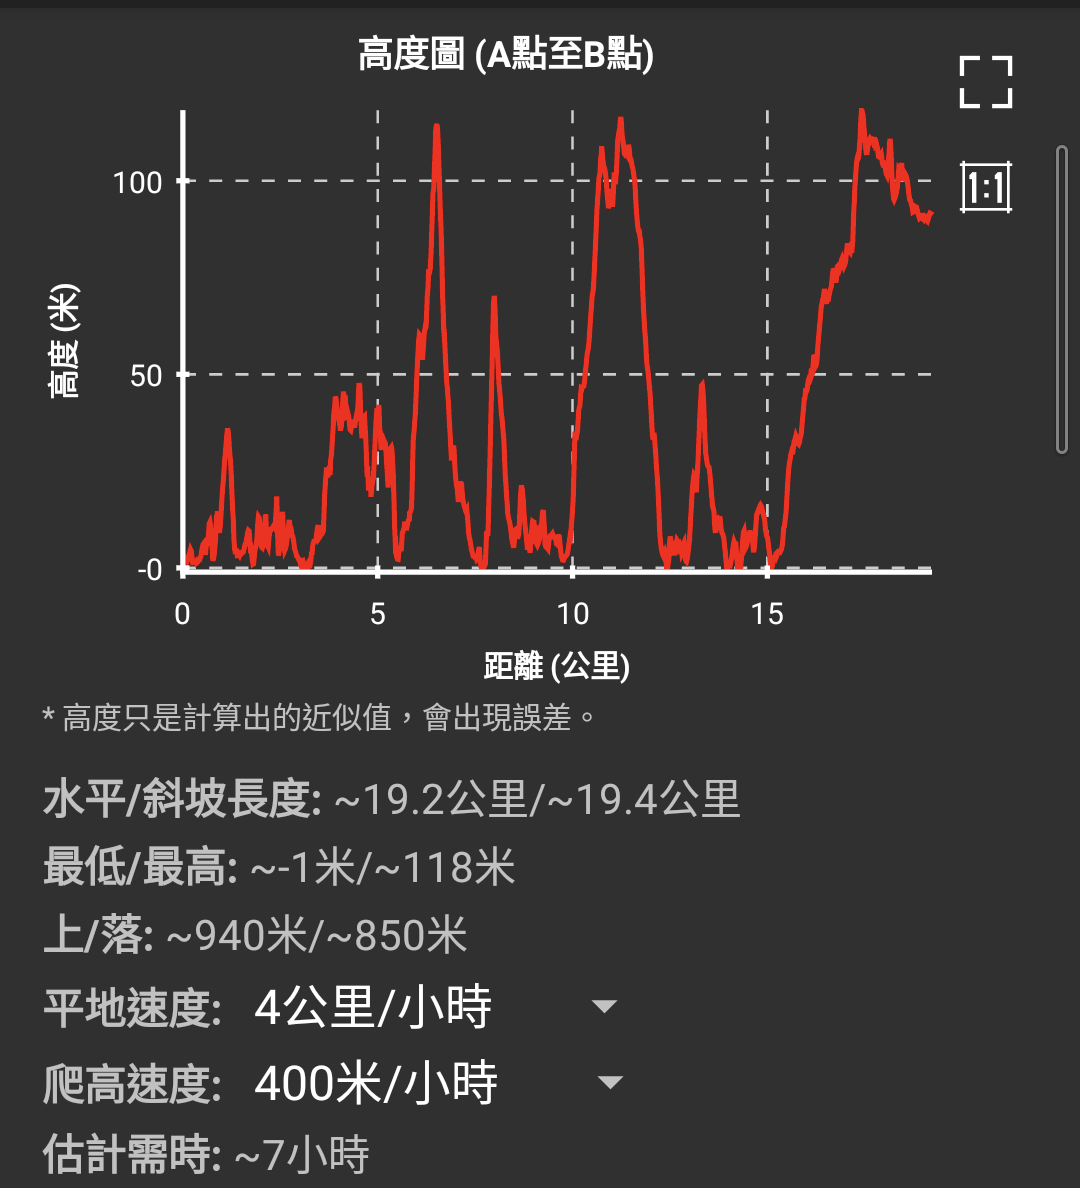 高度圖 (A點至B點)
1:1
100
50
-0
高度 (米)
0 5 10 15
距離 (公里)
* 高度只是計算出的近似值，會出現誤差。
水平/斜坡長度: ~19.2公里/~19.4公里
最低/最高: ~-1米/~118米
上/落: ~940米/~850米
平地速度: 4公里/小時
爬高速度: 400米/小時
估計需時: ~7小時